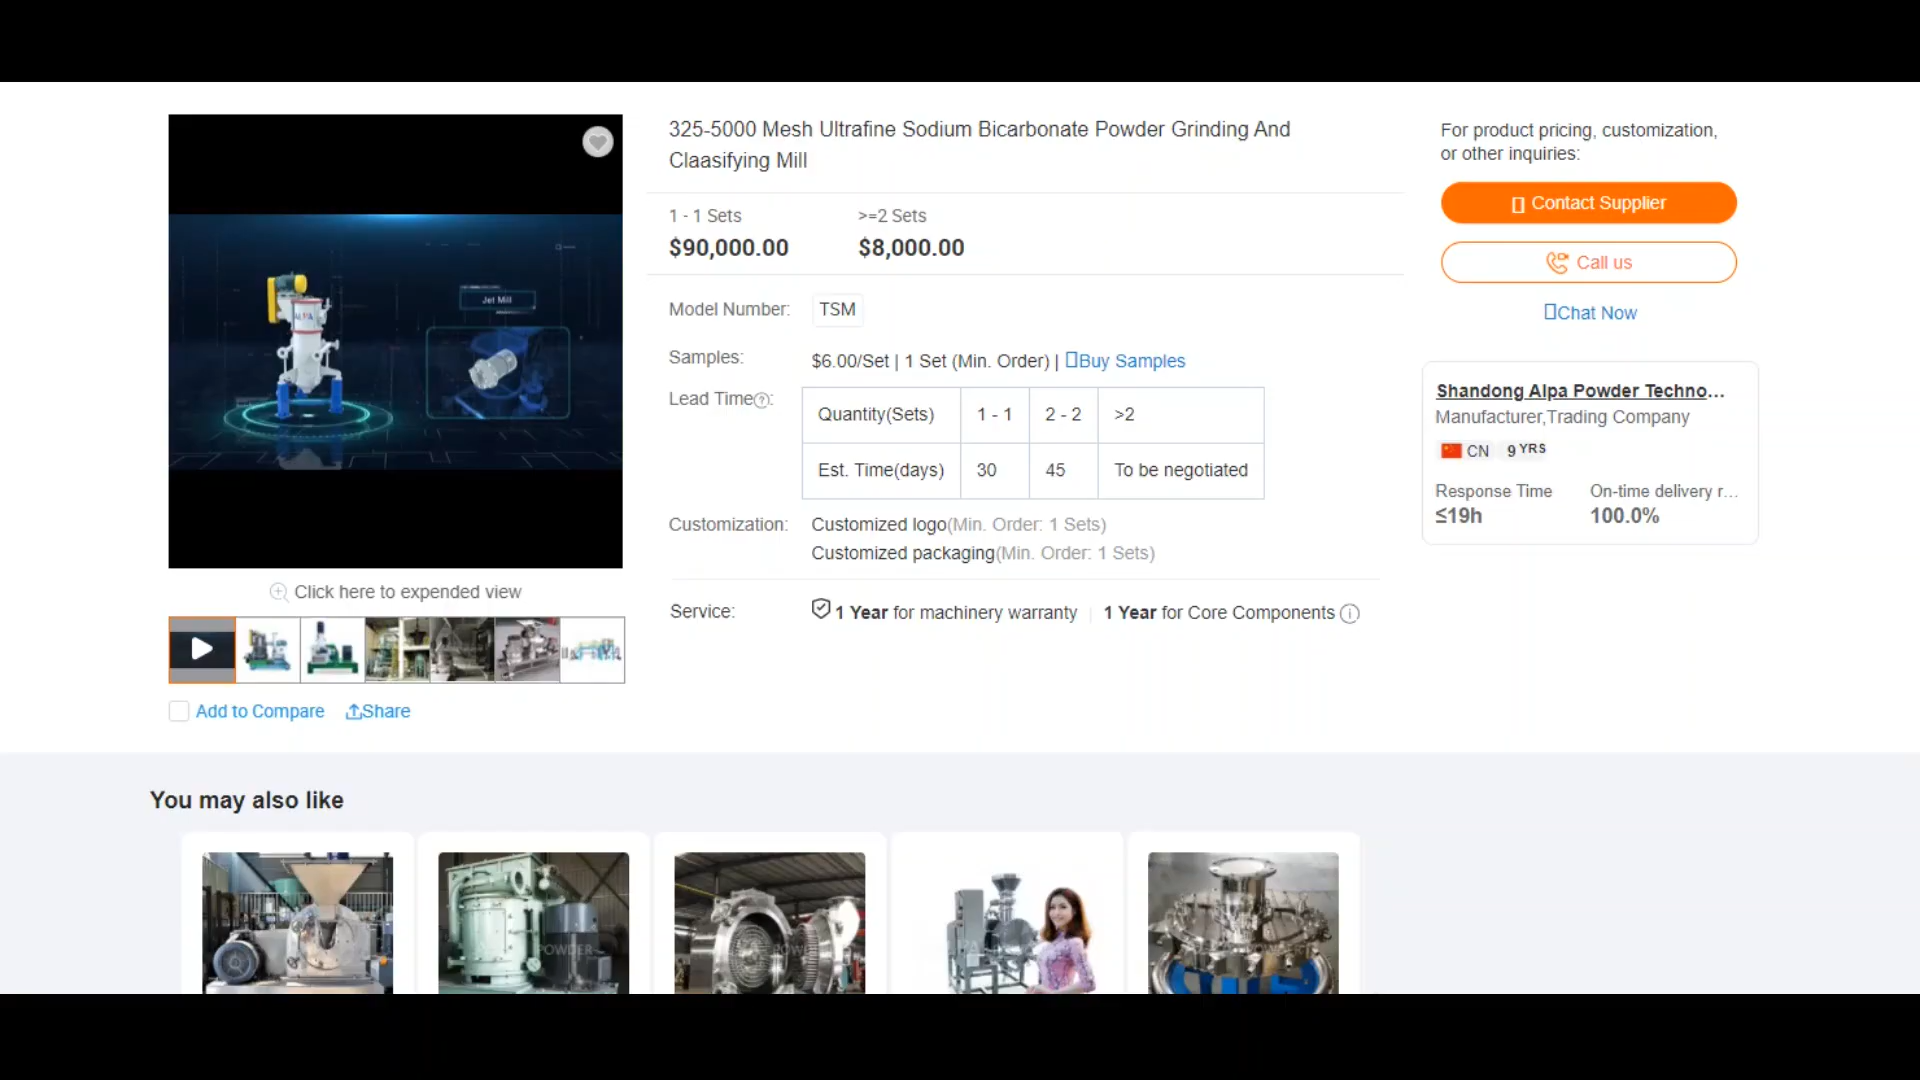 325-5000 Mesh Ultrafine Sodium Bicarbonate Powder Grinding And
Claasifying Mill
1 - 1 Sets
$90,000.00
>=2 Sets
$8,000.00
Model Number: TSM
Samples: $6.00/Set | 1 Set (Min. Order) | Buy Samples
Lead Time:
Quantity(Sets) 1 - 1 2 - 2 >2
Est. Time(days) 30 45 To be negotiated
Customization: Customized logo(Min. Order: 1 Sets)
Customized packaging(Min. Order: 1 Sets)
Service: 1 Year for machinery warranty 1 Year for Core Components
For product pricing, customization,
or other inquiries:
Contact Supplier
Call us
Chat Now
Shandong Alpa Powder Techno...
Manufacturer,Trading Company
CN 9 YRS
Response Time
≤19h
On-time delivery r...
100.0%
Jet Mill
ALPA
Click here to expended view
Add to Compare Share
You may also like
POWDER